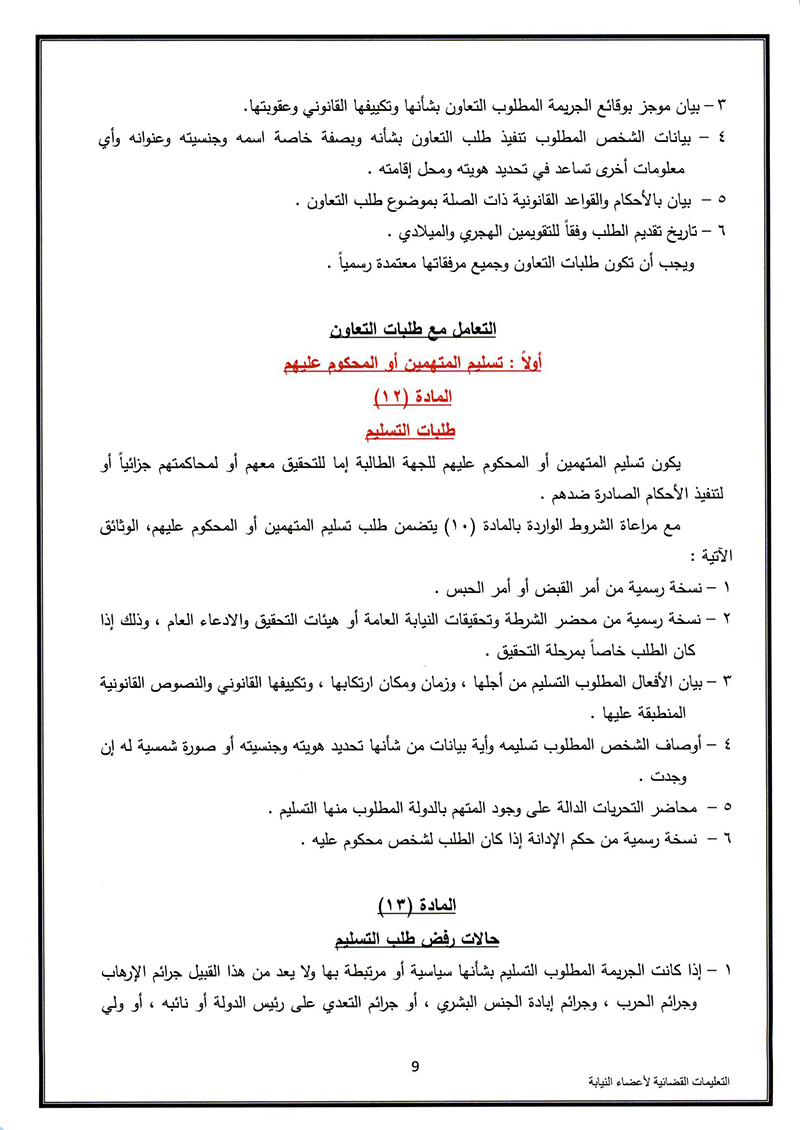 ٣ – بيان موجز بوقائع الجريمة المطلوب التعاون بشأنها وتكييفها القانوني وعقوبتها.
٤ – بيانات الشخص المطلوب تنفيذ طلب التعاون بشأنه وبصفة خاصة اسمه وجنسيته وعنوانه وأي
معلومات أخرى تساعد في تحديد هويته ومحل إقامته .
٥ – بيان بالأحكام والقواعد القانونية ذات الصلة بموضوع طلب التعاون .
٦ – تاريخ تقديم الطلب وفقاً للتقويمين الهجري والميلادي .
ويجب أن تكون طلبات التعاون وجميع مرفقاتها معتمدة رسمياً .
التعامل مع طلبات التعاون
أولاً : تسليم المتهمين أو المحكوم عليهم
المادة (١٢)
طلبات التسليم
يكون تسليم المتهمين أو المحكوم عليهم للجهة الطالبة إما للتحقيق معهم أو لمحاكمتهم جزائياً أو
لتنفيذ الأحكام الصادرة ضدهم .
مع مراعاة الشروط الواردة بالمادة (١٠) يتضمن طلب تسليم المتهمين أو المحكوم عليهم، الوثائق
الآتية :
١ – نسخة رسمية من أمر القبض أو أمر الحبس .
٢ – نسخة رسمية من محضر الشرطة وتحقيقات النيابة العامة أو هيئات التحقيق والادعاء العام ، وذلك إذا
كان الطلب خاصاً بمرحلة التحقيق .
٣ – بيان الأفعال المطلوب التسليم من أجلها ، وزمان ومكان ارتكابها ، وتكييفها القانوني والنصوص القانونية
المنطبقة عليها .
٤ – أوصاف الشخص المطلوب تسليمه وأية بيانات من شأنها تحديد هويته وجنسيته أو صورة شمسية له إن
وجدت .
٥ – محاضر التحريات الدالة على وجود المتهم بالدولة المطلوب منها التسليم .
٦ – نسخة رسمية من حكم الإدانة إذا كان الطلب لشخص محكوم عليه .
المادة (١٣)
حالات رفض طلب التسليم
١ – إذا كانت الجريمة المطلوب التسليم بشأنها سياسية أو مرتبطة بها ولا يعد من هذا القبيل جرائم الإرهاب
وجرائم الحرب ، وجرائم إبادة الجنس البشري ، أو جرائم التعدي على رئيس الدولة أو نائبه ، أو ولي
9
التعليمات القضائية لأعضاء النيابة